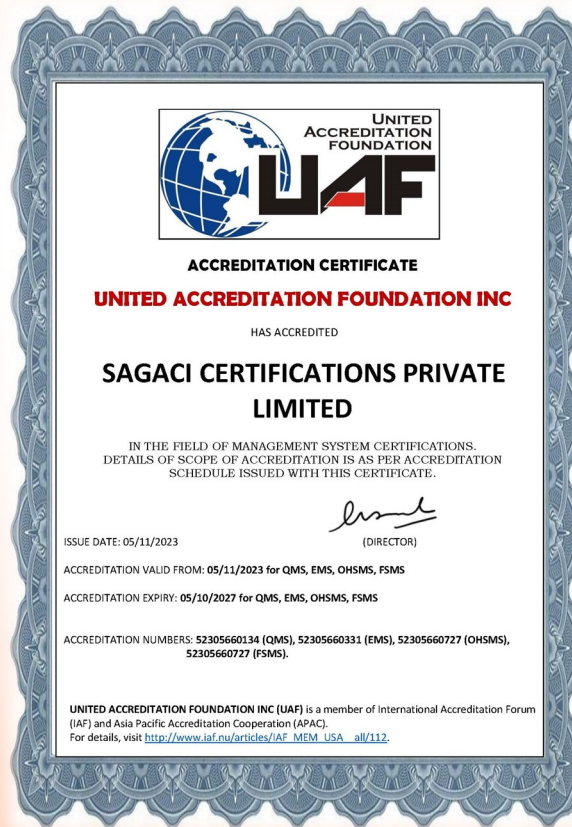 UNITED
ACCREDITATION
FOUNDATION
UAF
ACCREDITATION CERTIFICATE
UNITED ACCREDITATION FOUNDATION INC
HAS ACCREDITED
SAGACI CERTIFICATIONS PRIVATE
LIMITED
IN THE FIELD OF MANAGEMENT SYSTEM CERTIFICATIONS.
DETAILS OF SCOPE OF ACCREDITATION IS AS PER ACCREDITATION
SCHEDULE ISSUED WITH THIS CERTIFICATE.
ISSUE DATE: 05/11/2023
(DIRECTOR)
ACCREDITATION VALID FROM: 05/11/2023 for QMS, EMS, OHSMS, FSMS
ACCREDITATION EXPIRY: 05/10/2027 for QMS, EMS, OHSMS, FSMS
ACCREDITATION NUMBERS: 52305660134 (QMS), 52305660331 (EMS), 52305660727 (OHSMS),
52305660727 (FSMS).
UNITED ACCREDITATION FOUNDATION INC (UAF) is a member of International Accreditation Forum
(IAF) and Asia Pacific Accreditation Cooperation (APAC).
For details, visit http://www.iaf.nu/articles/IAF_MEM_USA__all/112.